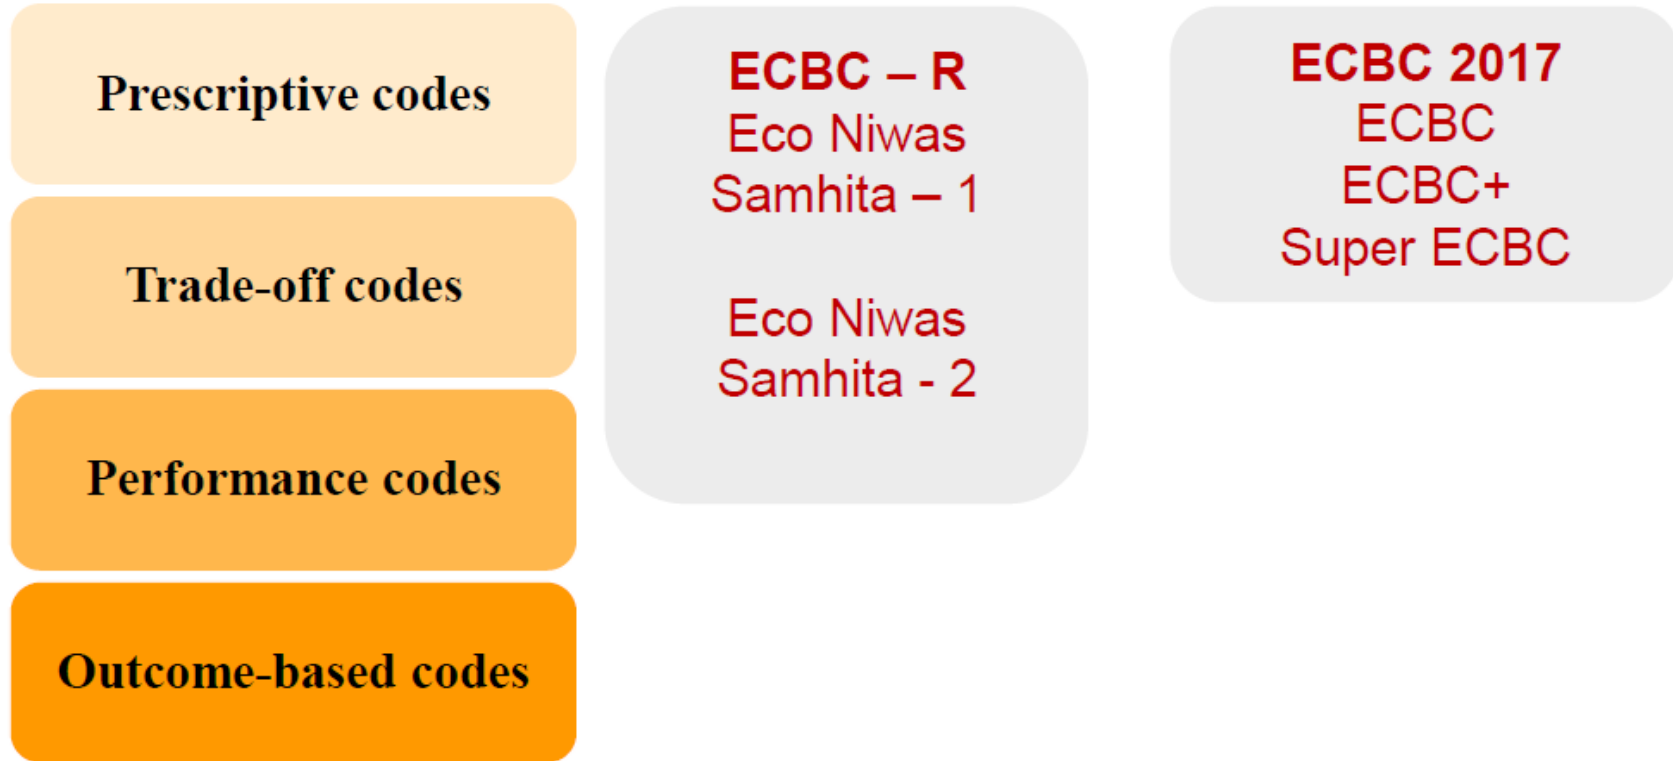 Prescriptive codes
Trade-off codes
Performance codes
Outcome-based codes
ECBC – R
Eco Niwas
Samhita – 1
Eco Niwas
Samhita - 2
ECBC 2017
ECBC
ECBC+
Super ECBC